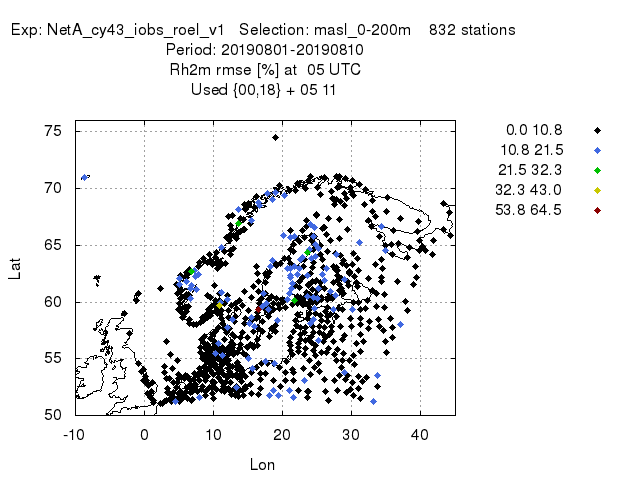 Exp: NetA_cy43_iobs_roel_v1 Selection: masl_0-200m 832 stations
Period: 20190801-20190810
Rh2m rmse [%] at 05 UTC
Used {00,18} + 05 11
0.0 10.8
10.8 21.5
21.5 32.3
32.3 43.0
53.8 64.5
75
70
65
60
55
50
Lat
-10 0 10 20 30 40
Lon